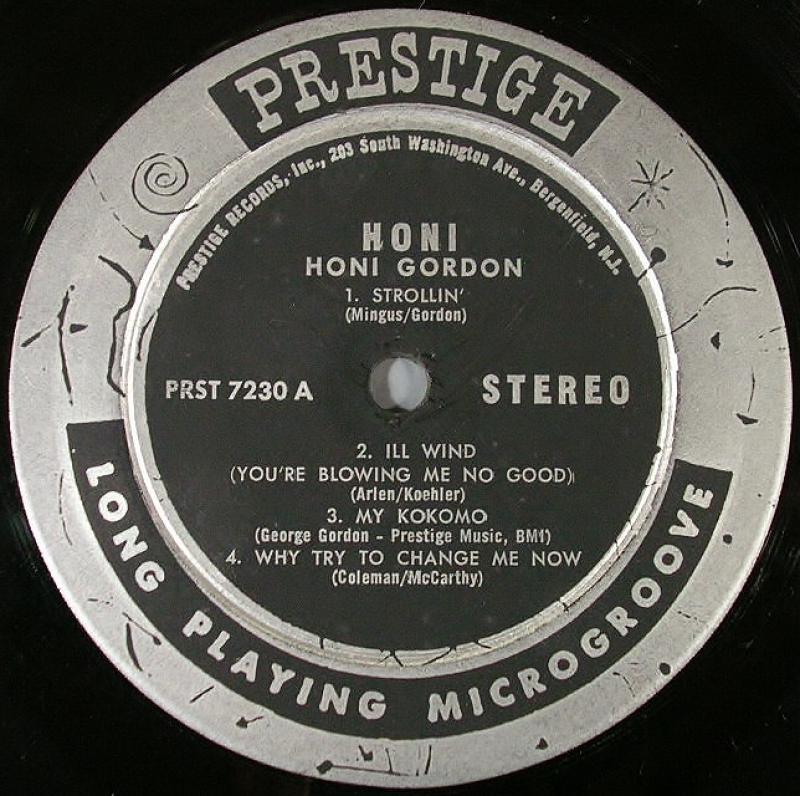 PRESTIGE
PRESTIGE RECORDS, Inc., 203 South Washington Ave., Bergenfield, N.J.
HONI
HONI GORDON
1. STROLLIN'
(Mingus/Gordon)
PRST 7230 A
STEREO
2. ILL WIND
(YOU'RE BLOWING ME NO GOOD)
(Arlen/Koehler)
3. MY KOKOMO
(George Gordon - Prestige Music, BMI)
4. WHY TRY TO CHANGE ME NOW
(Coleman/McCarthy)
LONG PLAYING MICROGROOVE